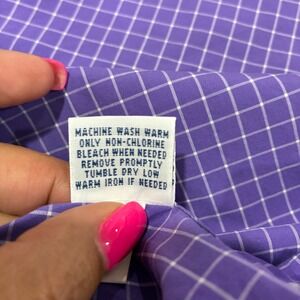 MACHINE WASH WARM
ONLY NON-CHLORINE
BLEACH WHEN NEEDED
REMOVE PROMPTLY
TUMBLE DRY LOW
WARM IRON IF NEEDED